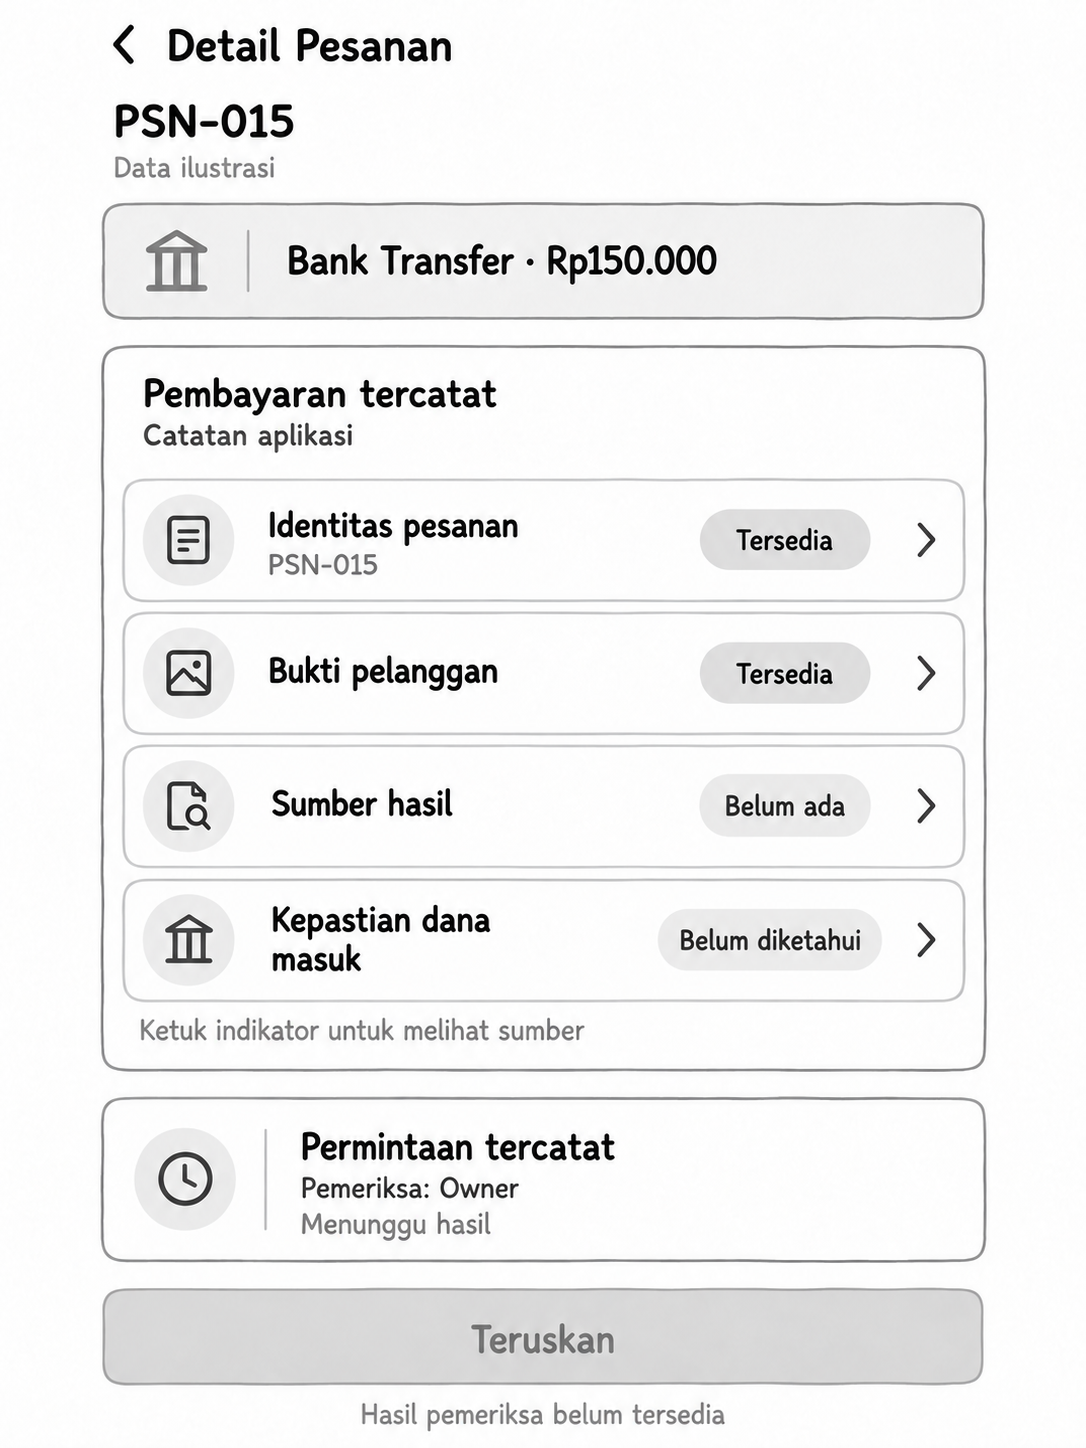 Detail Pesanan
PSN-015
Data ilustrasi
Bank Transfer · Rp150.000
Pembayaran tercatat
Catatan aplikasi
Identitas pesanan
PSN-015
Tersedia
Bukti pelanggan
Tersedia
Sumber hasil
Belum ada
Kepastian dana
masuk
Belum diketahui
Ketuk indikator untuk melihat sumber
Permintaan tercatat
Pemeriksa: Owner
Menunggu hasil
Teruskan
Hasil pemeriksa belum tersedia